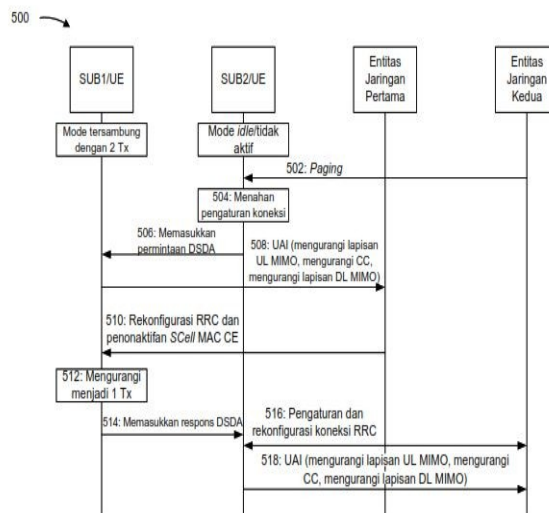 500
SUB1/UE
SUB2/UE
Entitas
Jaringan
Pertama
Entitas
Jaringan
Kedua
Mode tersambung
dengan 2 Tx
Mode idle/tidak
aktif
502: Paging
504: Menahan
pengaturan koneksi
506: Memasukkan
permintaan DSDA
508: UAI (mengurangi lapisan
UL MIMO, mengurangi CC,
mengurangi lapisan DL MIMO)
510: Rekonfigurasi RRC dan
penonaktifan SCell MAC CE
512: Mengurangi
menjadi 1 Tx
514: Memasukkan respons DSDA
516: Pengaturan dan
rekonfigurasi koneksi RRC
518: UAI (mengurangi lapisan UL MIMO, mengurangi
CC, mengurangi lapisan DL MIMO)